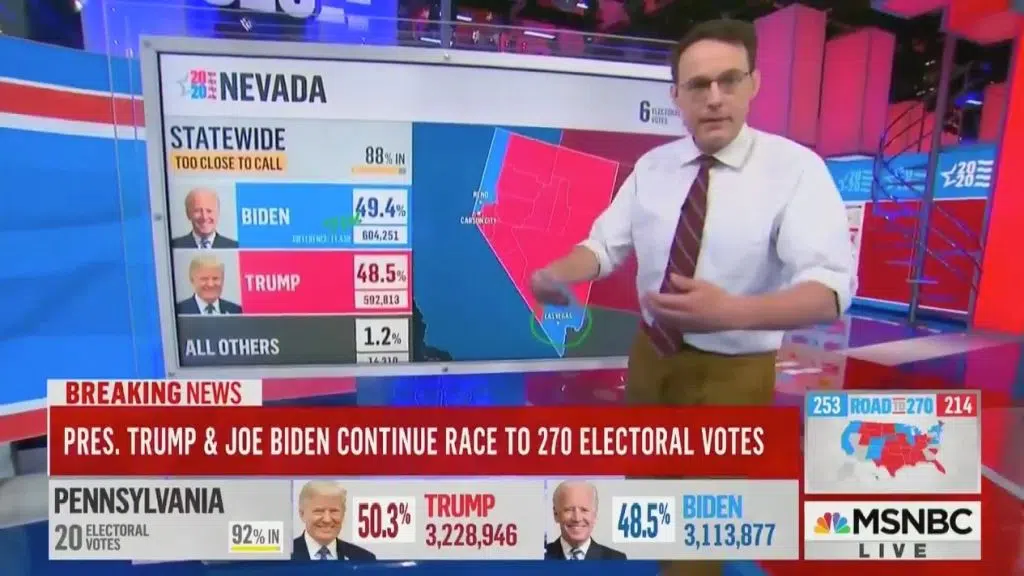 2020 NEVADA
6 ELECTORAL VOTES
STATEWIDE
TOO CLOSE TO CALL
88% IN
BIDEN
49.4%
604,251
TRUMP
48.5%
592,813
ALL OTHERS
1.2%
RENO
CARSON CITY
LAS VEGAS
2020
BREAKING NEWS
PRES. TRUMP & JOE BIDEN CONTINUE RACE TO 270 ELECTORAL VOTES
253 ROAD TO 270 214
PENNSYLVANIA
20 ELECTORAL VOTES
92% IN
50.3%
TRUMP
3,228,946
48.5%
BIDEN
3,113,877
MSNBC
LIVE